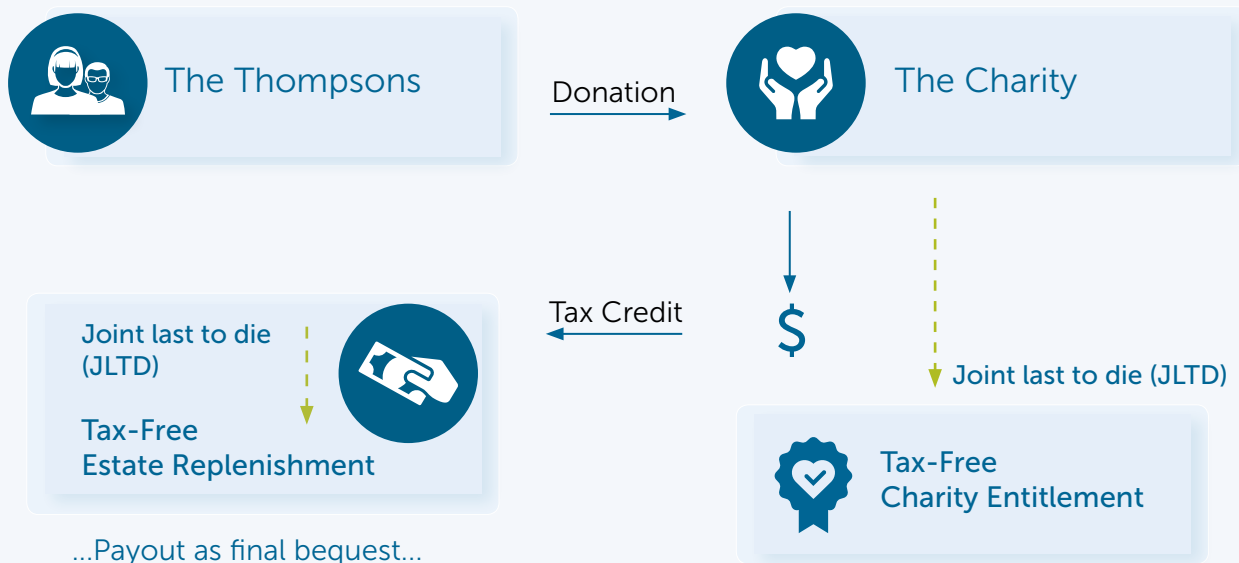 The Thompsons
Donation
The Charity
Tax Credit
$
Joint last to die
(JLTD)
Tax-Free
Estate Replenishment
Joint last to die (JLTD)
Tax-Free
Charity Entitlement
...Payout as final bequest...